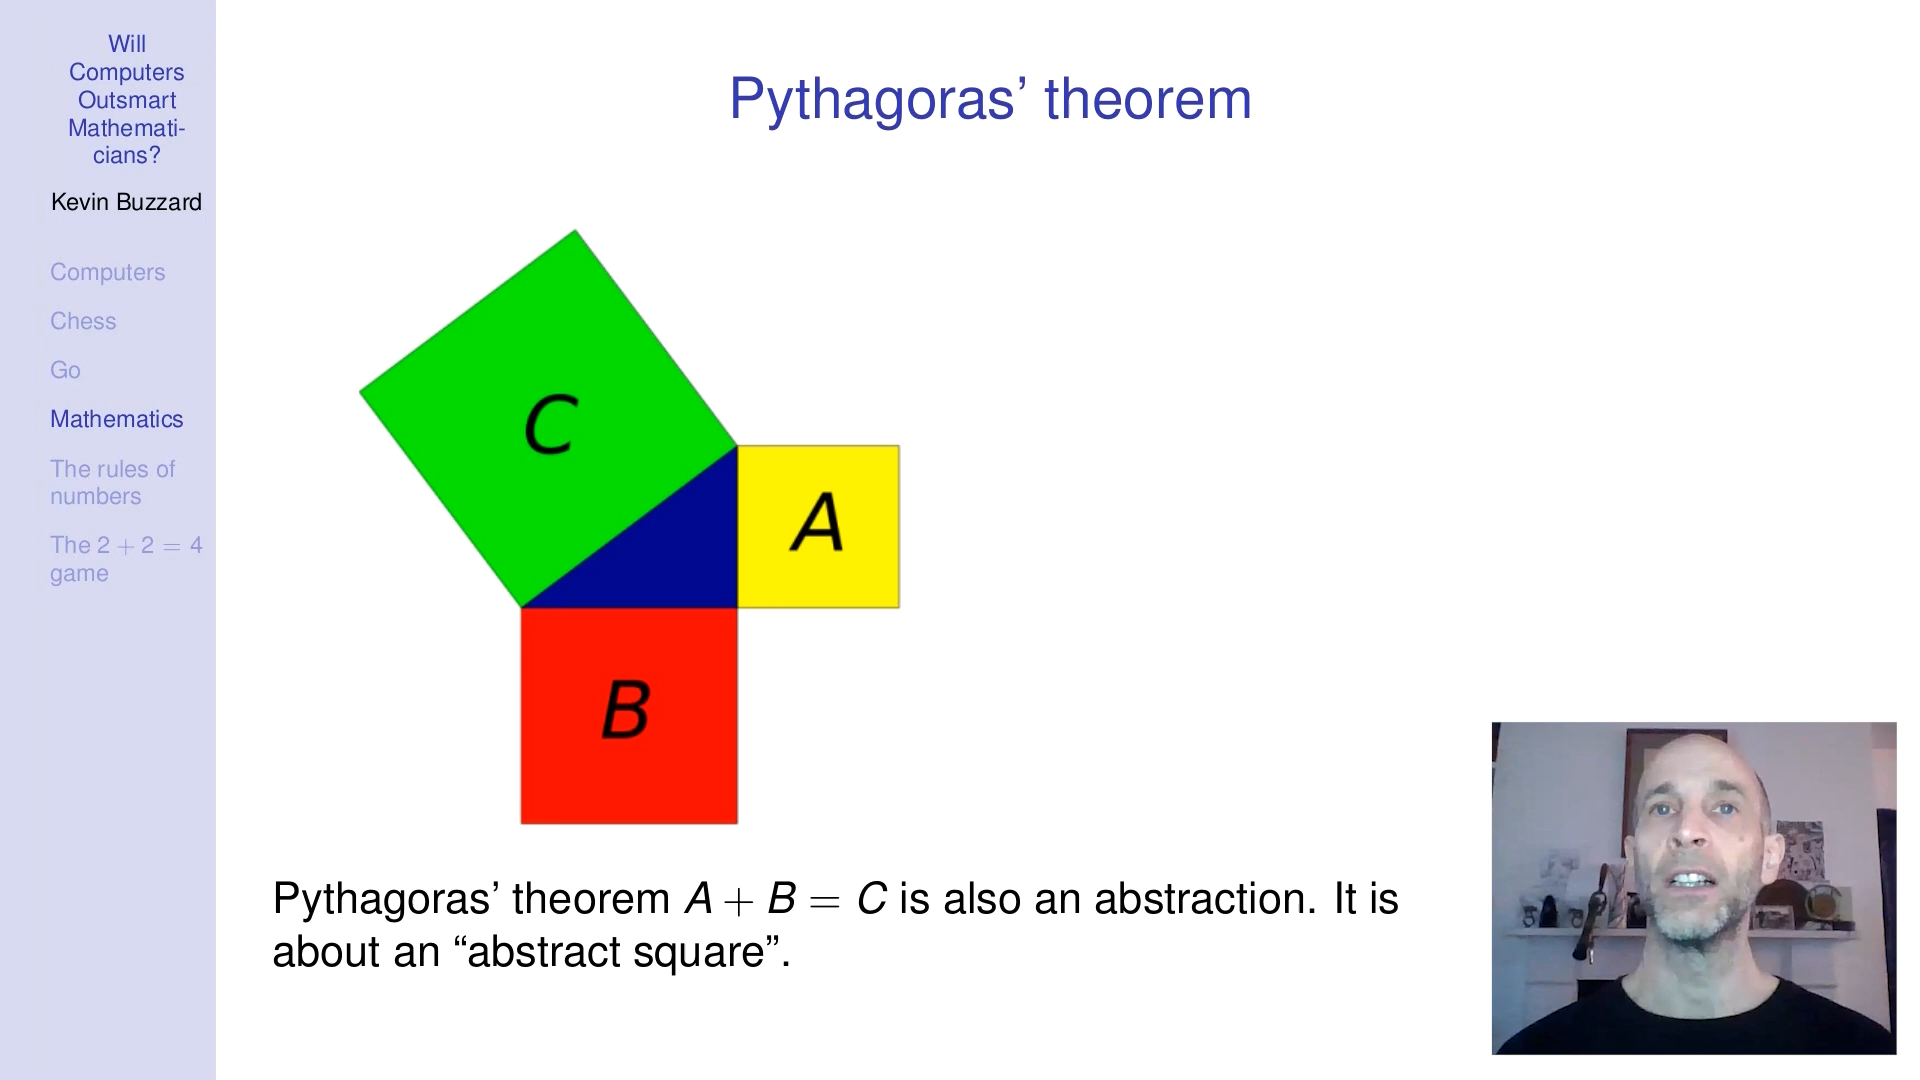 Will
Computers
Outsmart
Mathemati-
cians?
Kevin Buzzard
Computers
Chess
Go
Mathematics
The rules of
numbers
The 2 + 2 = 4
game
Pythagoras’ theorem
C
A
B
Pythagoras’ theorem A + B = C is also an abstraction. It is
about an “abstract square”.